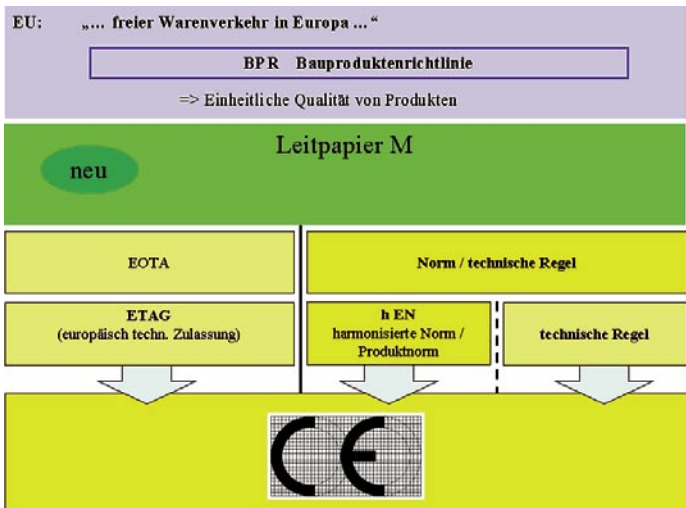 EU: „... freier Warenverkehr in Europa ...“
BPR Bauproduktenrichtlinie
=> Einheitliche Qualität von Produkten
Leitpapier M
neu
EOTA
Norm / technische Regel
ETAG
(europäisch techn. Zulassung)
h EN
harmonisierte Norm /
Produktnorm
technische Regel
CE